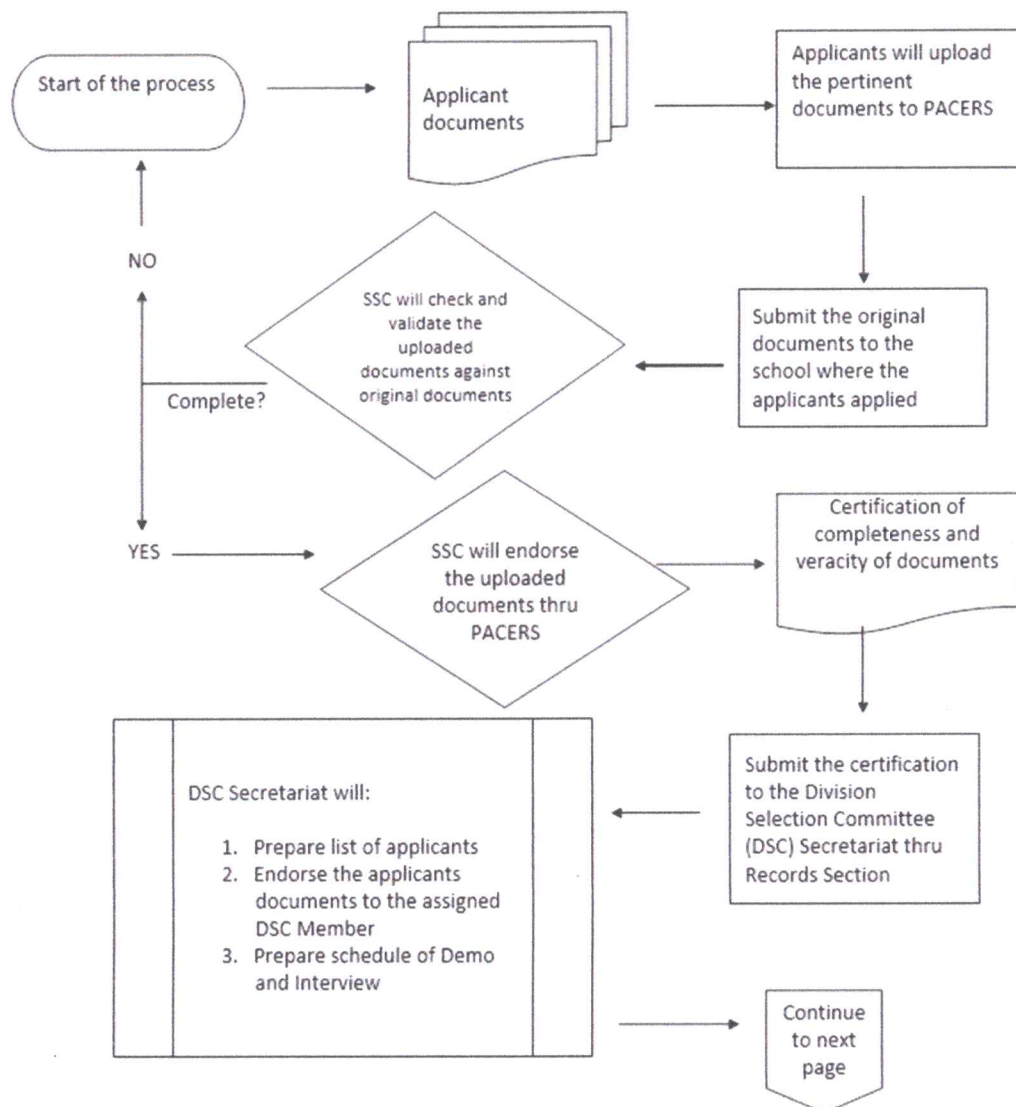 Start of the process
Applicant
documents
Applicants will upload
the pertinent
documents to PACERS
NO
SSC will check and
validate the
uploaded
documents against
original documents
Submit the original
documents to the
school where the
applicants applied
Complete?
YES
SSC will endorse
the uploaded
documents thru
PACERS
Certification of
completeness and
veracity of documents
Submit the certification
to the Division
Selection Committee
(DSC) Secretariat thru
Records Section
DSC Secretariat will:
1. Prepare list of applicants
2. Endorse the applicants
documents to the assigned
DSC Member
3. Prepare schedule of Demo
and Interview
Continue
to next
page